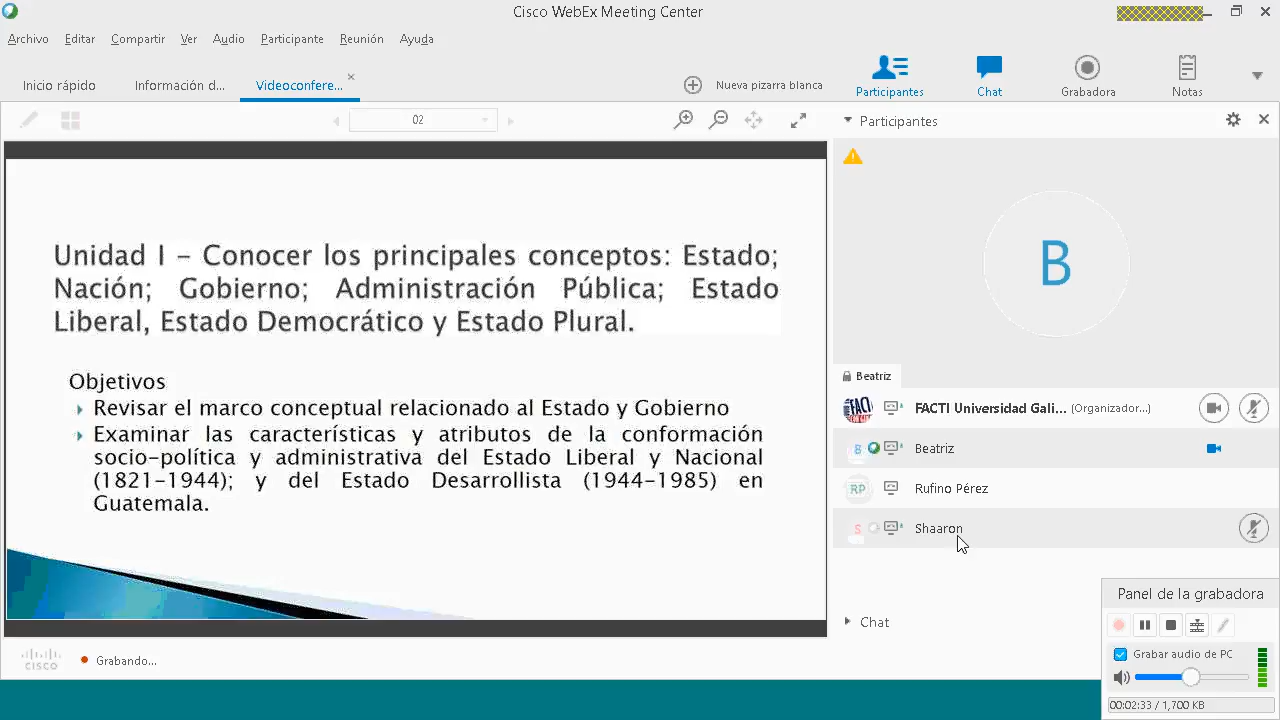 Cisco WebEx Meeting Center
Archivo Editar Compartir Ver Audio Participante Reunión Ayuda
Inicio rápido Informacion d... Videoconfere... Nueva pizarra blanca
Participantes Chat Grabadora Notas
02
Participantes
B
Unidad I – Conocer los principales conceptos: Estado;
Nación; Gobierno; Administración Pública; Estado
Liberal, Estado Democrático y Estado Plural.
Objetivos
Revisar el marco conceptual relacionado al Estado y Gobierno
Examinar las características y atributos de la conformación
socio-política y administrativa del Estado Liberal y Nacional
(1821-1944); y del Estado Desarrollista (1944-1985) en
Guatemala.
Beatriz
FACTI FACTI Universidad Gali... (Organizador...)
B Beatriz
RP Rufino Pérez
S Shaaron
Chat
Panel de la grabadora
Grabar audio de PC
00:02:33 / 1,700 KB
CISCO
Grabando...